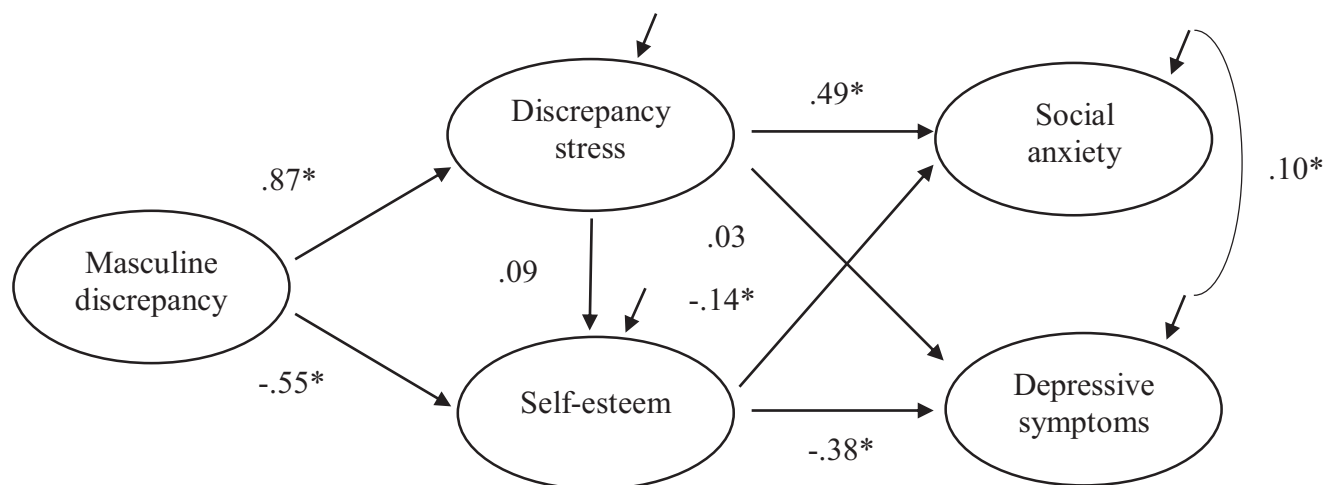 Discrepancy
stress
.49*
Social
anxiety
.87*
.10*
Masculine
discrepancy
.09
.03
-.14*
-.55*
Self-esteem
Depressive
symptoms
-.38*